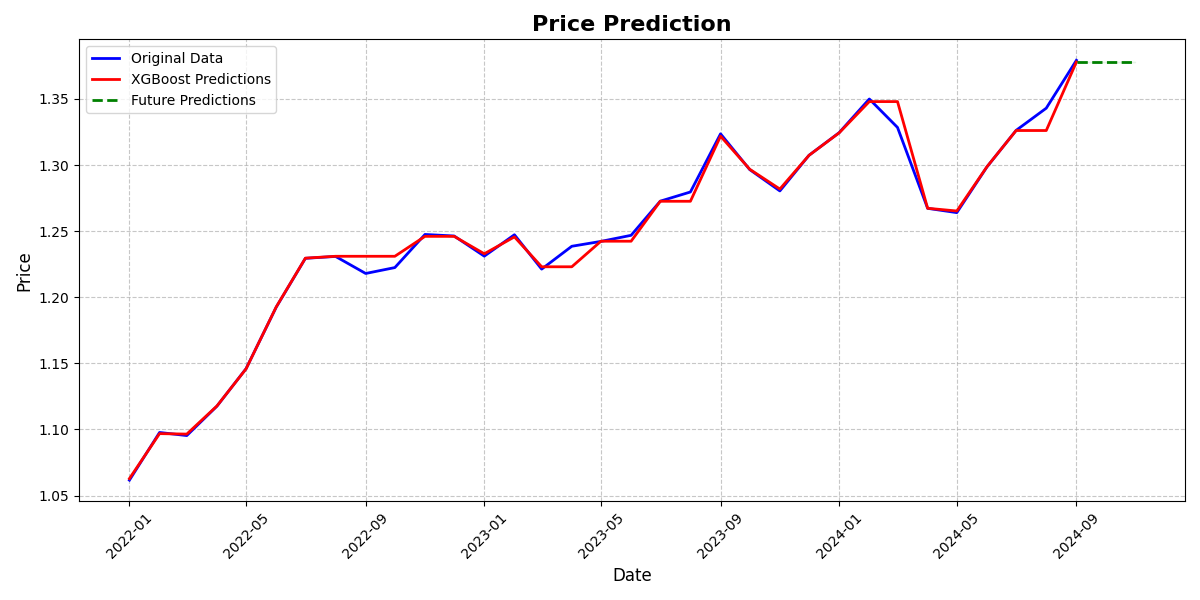 Price Prediction
Original Data
XGBoost Predictions
Future Predictions
Price
1.35
1.30
1.25
1.20
1.15
1.10
1.05
2022-01
2022-05
2022-09
2023-01
2023-05
2023-09
2024-01
2024-05
2024-09
Date